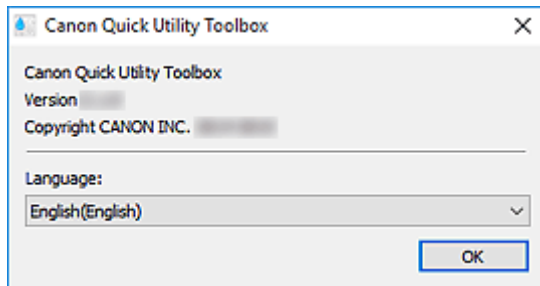 Canon Quick Utility Toolbox
Canon Quick Utility Toolbox
Version
Copyright CANON INC.
Language:
English(English)
OK